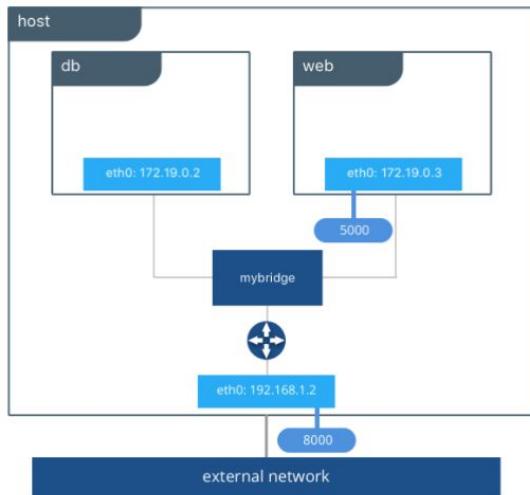 host
db
web
eth0: 172.19.0.2
eth0: 172.19.0.3
5000
mybridge
eth0: 192.168.1.2
8000
external network